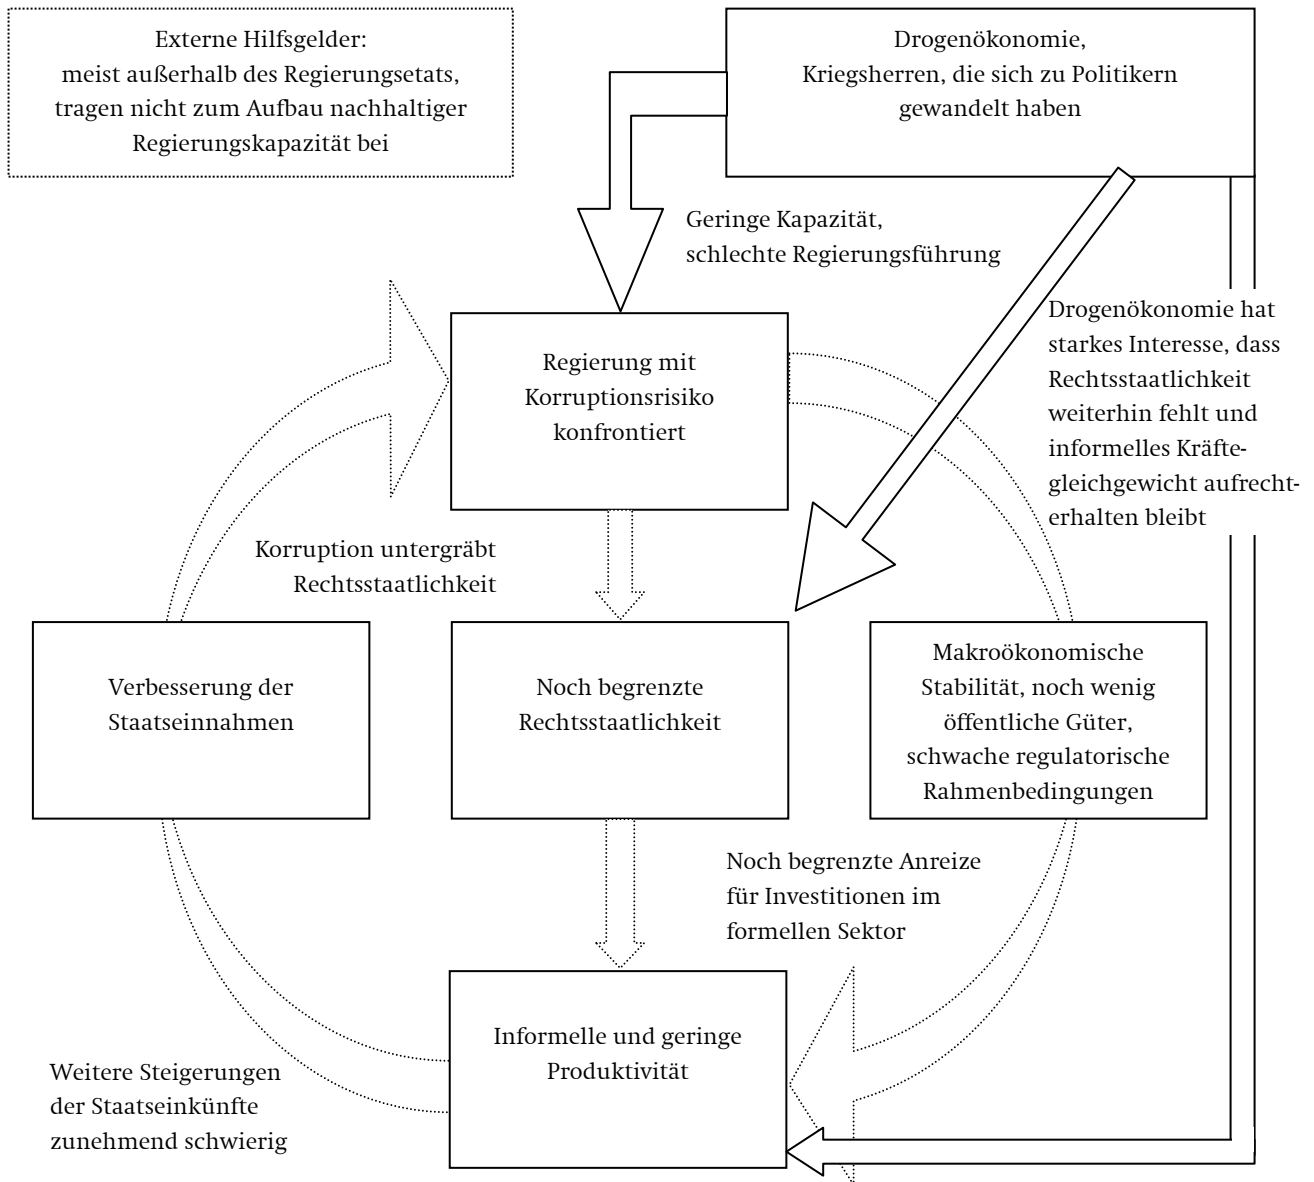 Externe Hilfsgelder:
meist außerhalb des Regierungsetats,
tragen nicht zum Aufbau nachhaltiger
Regierungskapazität bei
Drogenökonomie,
Kriegsherren, die sich zu Politikern
gewandelt haben
Geringe Kapazität,
schlechte Regierungsführung
Drogenökonomie hat
starkes Interesse, dass
Rechtsstaatlichkeit
weiterhin fehlt und
informelles Kräfte-
gleichgewicht aufrecht-
erhalten bleibt
Regierung mit
Korruptionsrisiko
konfrontiert
Korruption untergräbt
Rechtsstaatlichkeit
Verbesserung der
Staatseinnahmen
Noch begrenzte
Rechtsstaatlichkeit
Makroökonomische
Stabilität, noch wenig
öffentliche Güter,
schwache regulatorische
Rahmenbedingungen
Noch begrenzte Anreize
für Investitionen im
formellen Sektor
Informelle und geringe
Produktivität
Weitere Steigerungen
der Staatseinkünfte
zunehmend schwierig